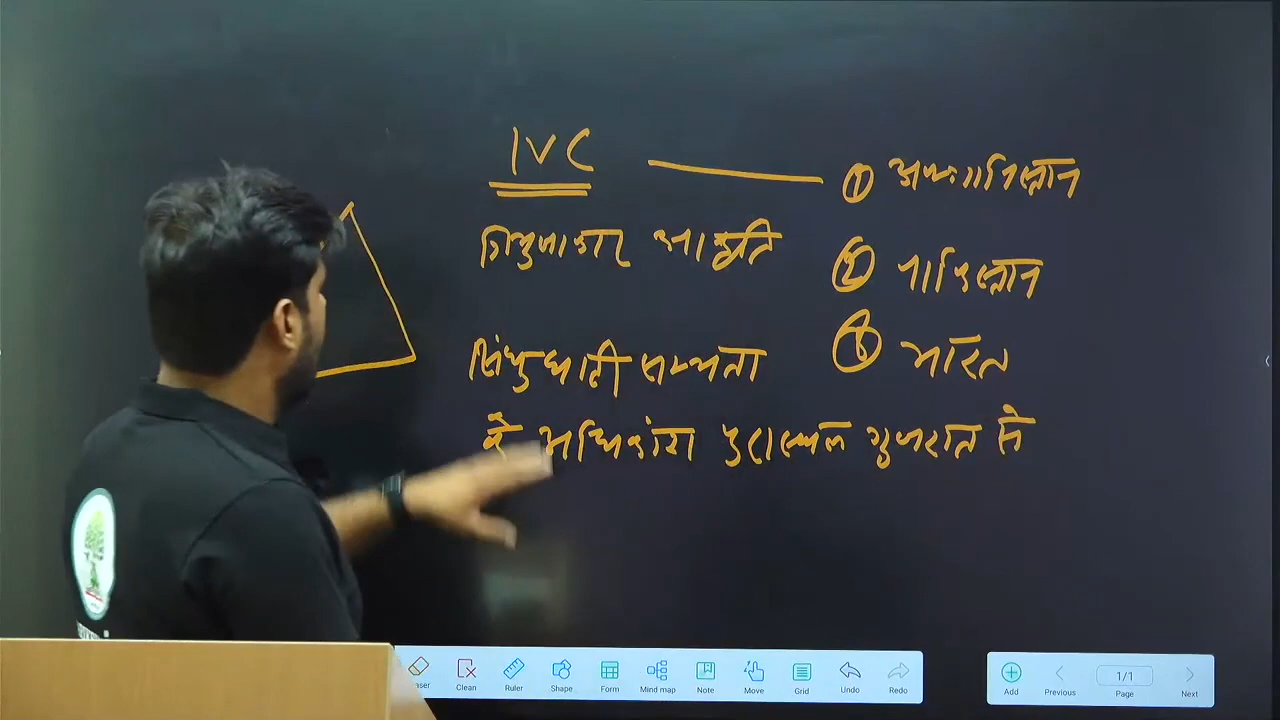 IVC
① अफगानिस्तान
त्रिभुजाकार आकृति
② पाकिस्तान
सिंधु घाटी सभ्यता
③ भारत
के अधिकांश पुरास्थल गुजरात से
Clean
Ruler
Shape
Form
Mind map
Note
Move
Grid
Undo
Redo
Add
Previous
1/1
Page
Next